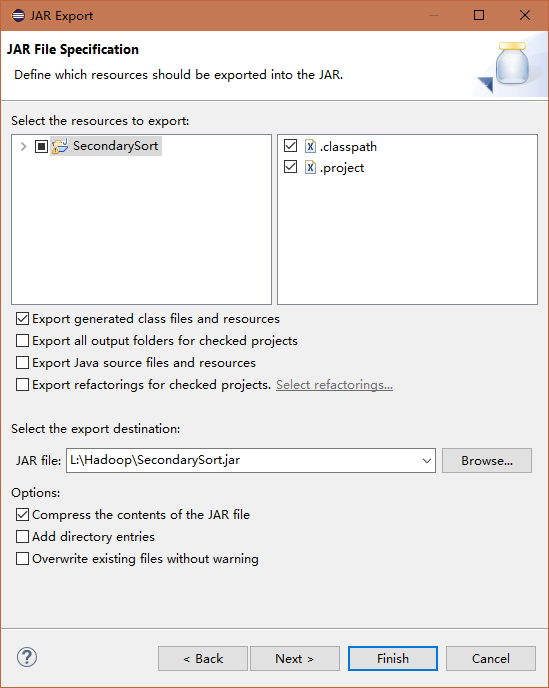 JAR Export
JAR File Specification
Define which resources should be exported into the JAR.
Select the resources to export:
SecondarySort
.classpath
.project
Export generated class files and resources
Export all output folders for checked projects
Export Java source files and resources
Export refactorings for checked projects. Select refactorings...
Select the export destination:
JAR file: L:\Hadoop\SecondarySort.jar Browse...
Options:
Compress the contents of the JAR file
Add directory entries
Overwrite existing files without warning
? < Back Next > Finish Cancel